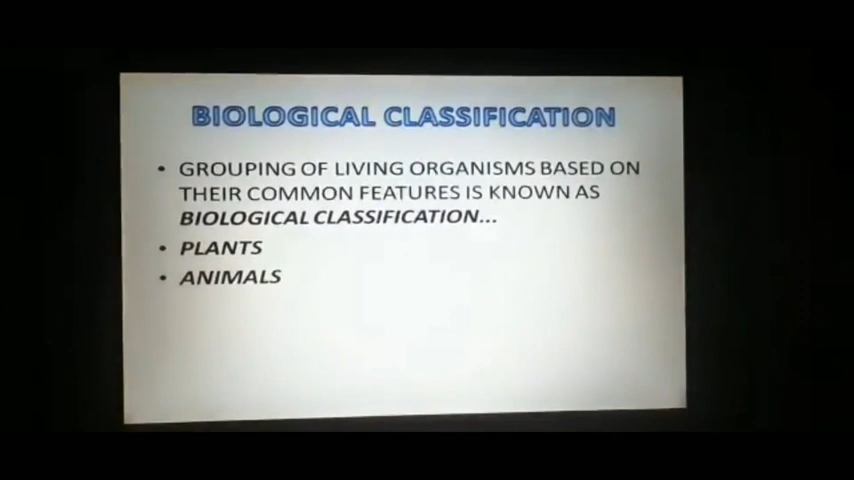 BIOLOGICAL CLASSIFICATION
• GROUPING OF LIVING ORGANISMS BASED ON
THEIR COMMON FEATURES IS KNOWN AS
BIOLOGICAL CLASSIFICATION...
• PLANTS
• ANIMALS